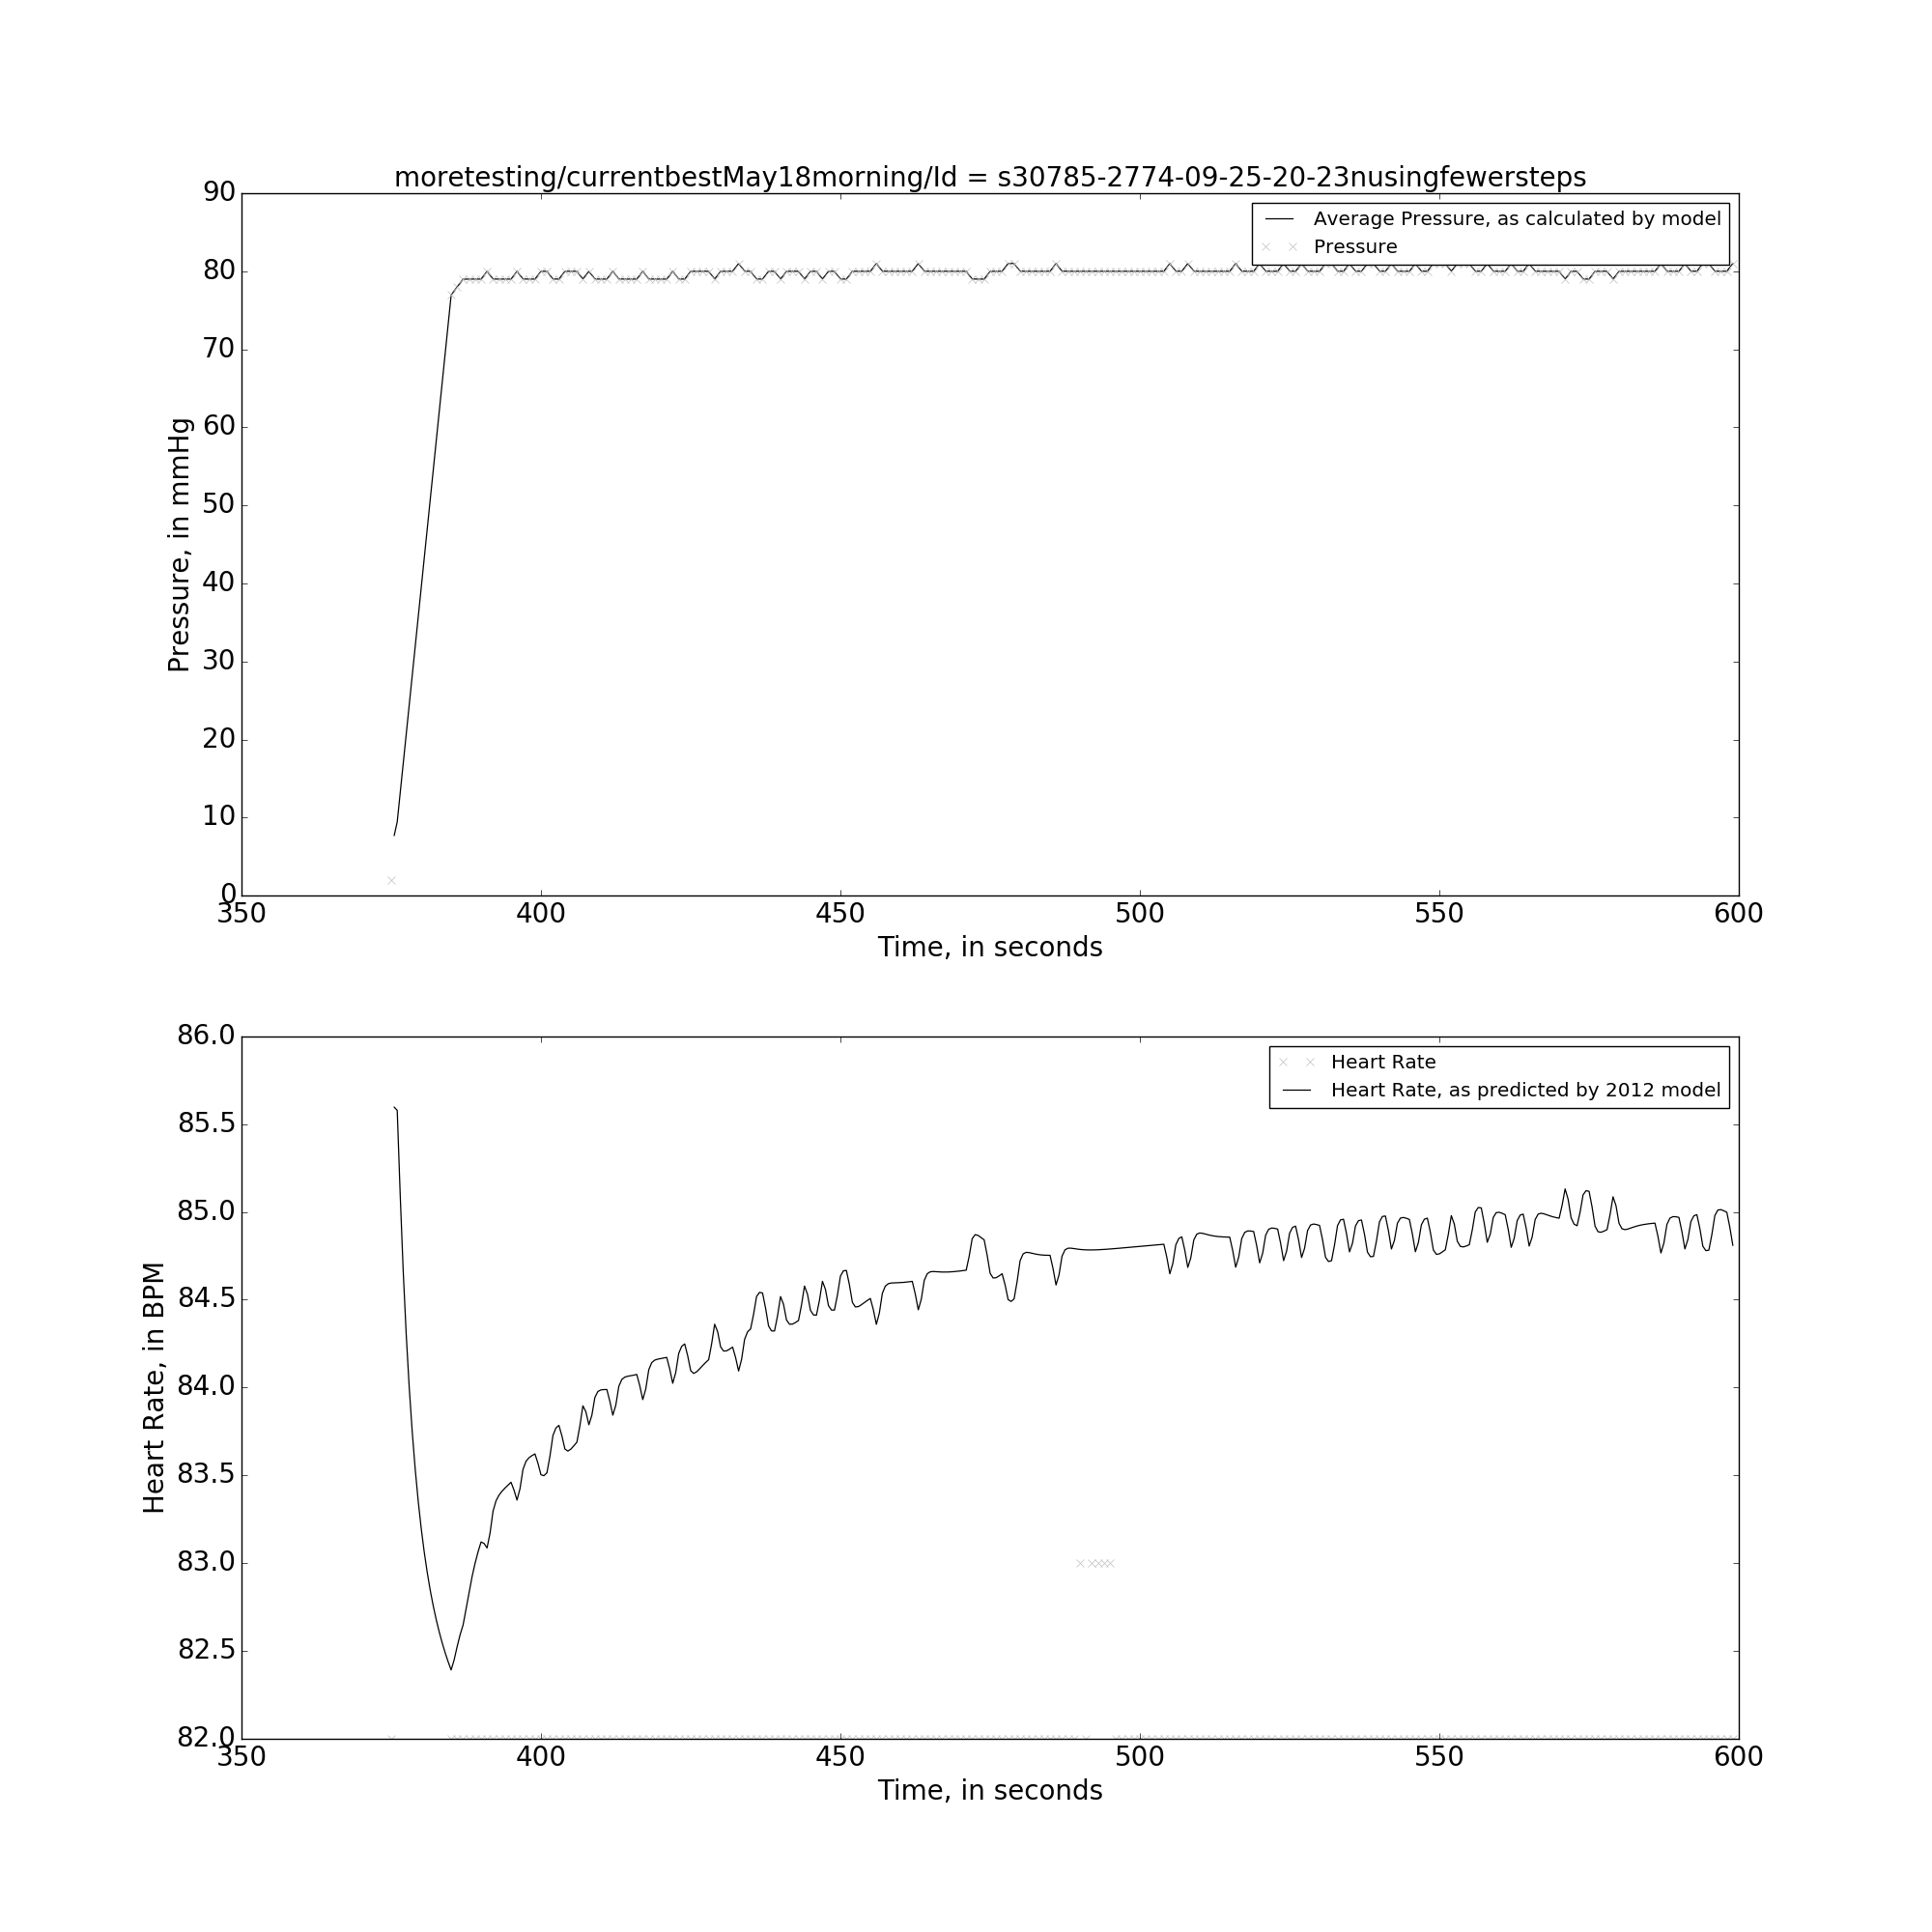 moretesting/currentbestMay18morning/Id = s30785-2774-09-25-20-23nusingfewersteps
90
80
70
60
50
40
30
20
10
0
Pressure, in mmHg
Average Pressure, as calculated by model
Pressure
350 400 450 500 550 600
Time, in seconds
86.0
85.5
85.0
84.5
84.0
83.5
83.0
82.5
82.0
Heart Rate, in BPM
Heart Rate
Heart Rate, as predicted by 2012 model
350 400 450 500 550 600
Time, in seconds